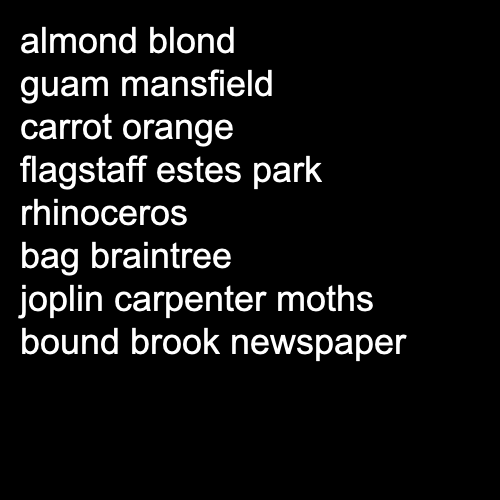 almond blond
guam mansfield
carrot orange
flagstaff estes park
rhinoceros
bag braintree
joplin carpenter moths
bound brook newspaper